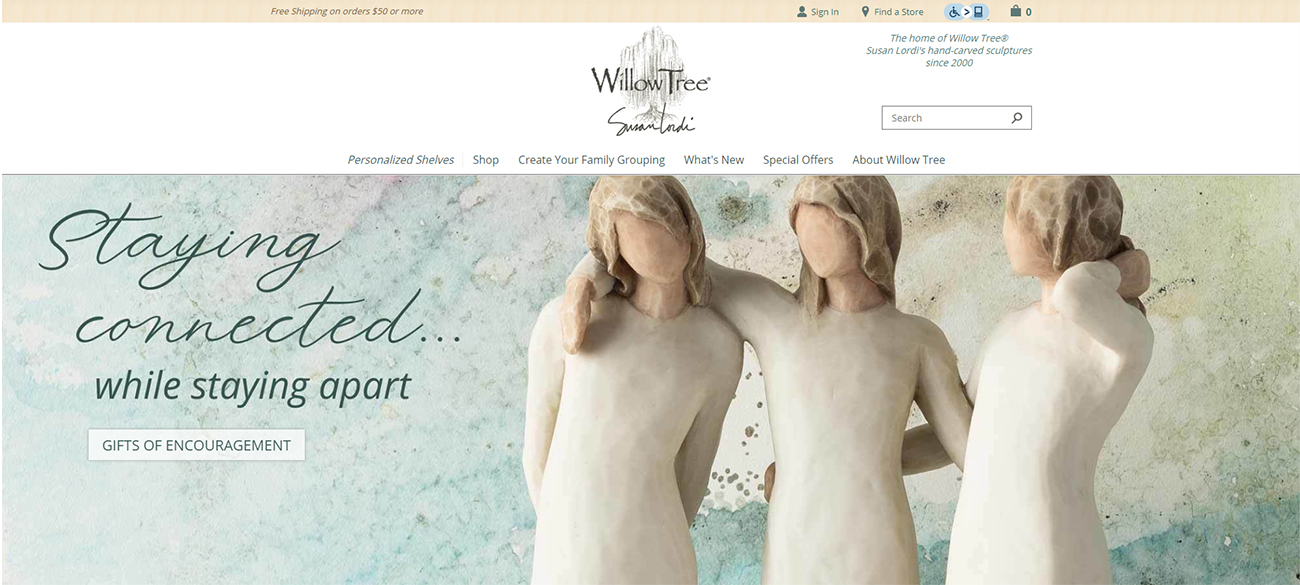 Free Shipping on orders $50 or more
Sign In
Find a Store
>
0
The home of Willow Tree®
Susan Lordi's hand-carved sculptures
since 2000
WillowTree®
Susan Lordi
Search
Personalized Shelves
Shop
Create Your Family Grouping
What's New
Special Offers
About Willow Tree
Staying
connected...
while staying apart
GIFTS OF ENCOURAGEMENT